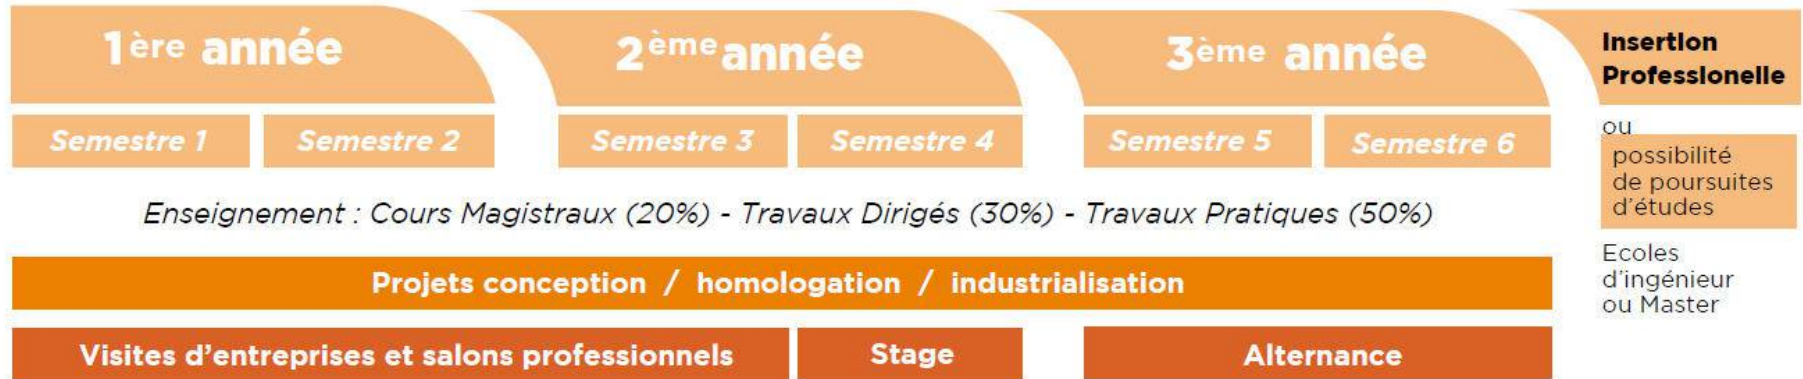 1ère année
2ème année
3ème année
Insertion
Professionelle
Semestre 1
Semestre 2
Semestre 3
Semestre 4
Semestre 5
Semestre 6
ou
possibilité
de poursuites
d'études
Enseignement : Cours Magistraux (20%) - Travaux Dirigés (30%) - Travaux Pratiques (50%)
Ecoles
d'ingénieur
ou Master
Projets conception / homologation / industrialisation
Visites d'entreprises et salons professionnels
Stage
Alternance